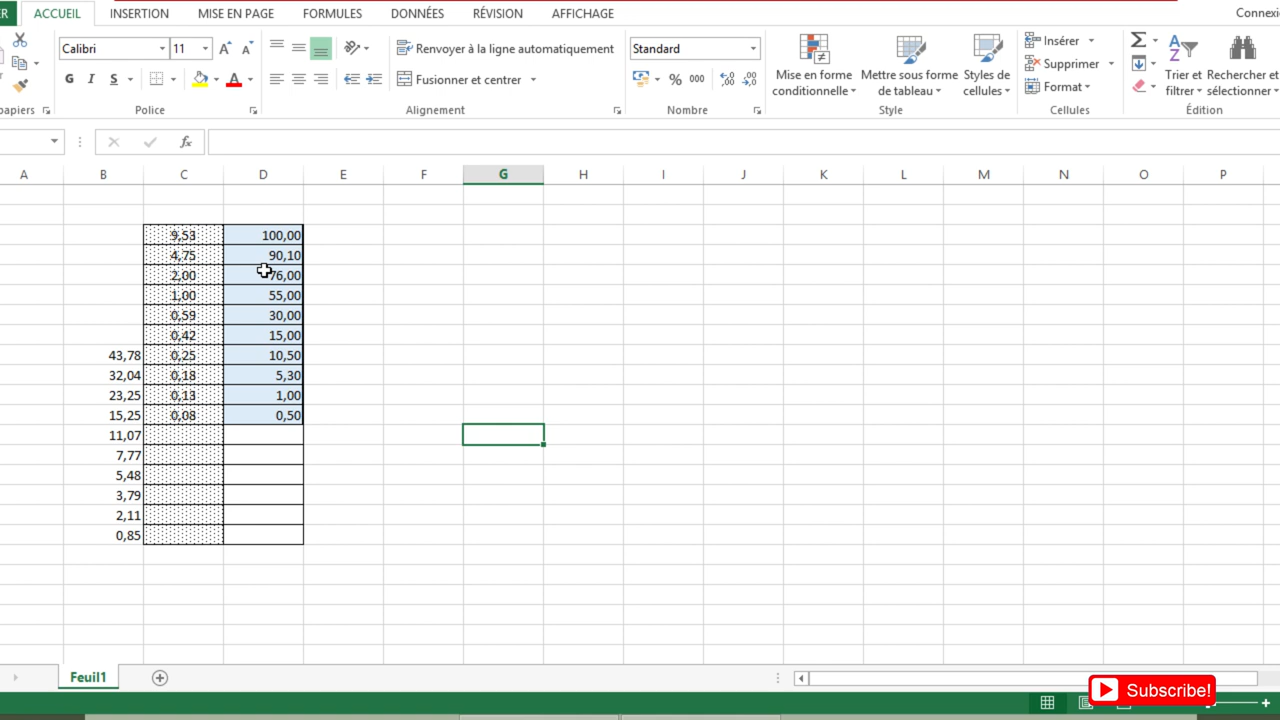 ER ACCUEIL INSERTION MISE EN PAGE FORMULES DONNÉES RÉVISION AFFICHAGE Connexi
Calibri 11 A A Renvoyer à la ligne automatiquement Standard Insérer Σ
G I S A Fusionner et centrer % 000 Mise en forme conditionnelle Mettre sous forme de tableau Styles de cellules Supprimer Format Trier et filtrer Rechercher et sélectionner
papiers Police Alignement Nombre Style Cellules Édition
fx
A B C D E F G H I J K L M N O P
9,53 100,00
4,75 90,10
2,00 76,00
1,00 55,00
0,59 30,00
0,42 15,00
43,78 0,25 10,50
32,04 0,18 5,30
23,25 0,13 1,00
15,25 0,08 0,50
11,07
7,77
5,48
3,79
2,11
0,85
Feuil1
Subscribe!